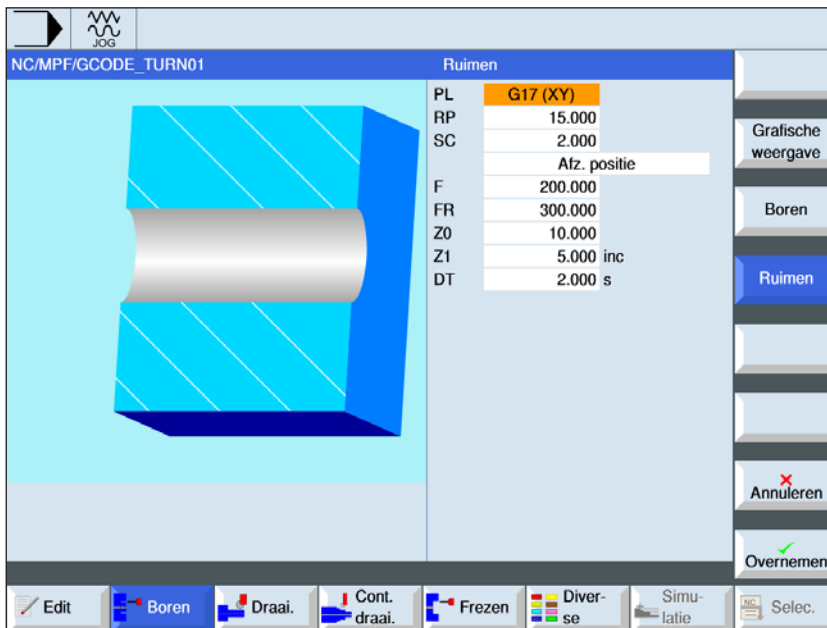 JOG
NC/MPF/GCODE_TURN01
Ruimen
PL G17 (XY)
RP 15.000
SC 2.000
Afz. positie
F 200.000
FR 300.000
Z0 10.000
Z1 5.000 inc
DT 2.000 s
Grafische
weergave
Boren
Ruimen
Annuleren
Overnemen
Edit
Boren
Draai.
Cont.
draai.
Frezen
Diver-
se
Simu-
latie
NC
Selec.